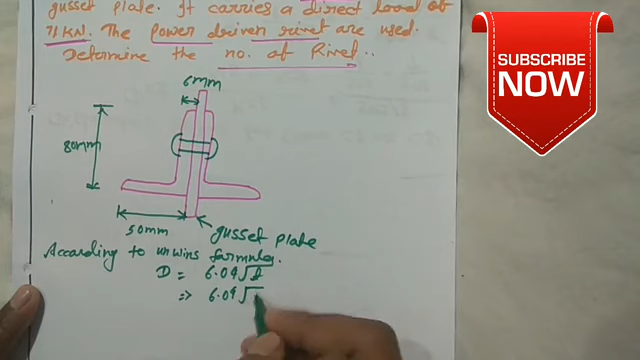 gusset plate. It carries a direct load of
71 KN. The Power driven rivet are used.
Determine the no. of Rivet..
SUBSCRIBE
NOW
6mm
80mm
50mm
gusset plate
According to unwins formula.
D = 6.04√t
=> 6.04√